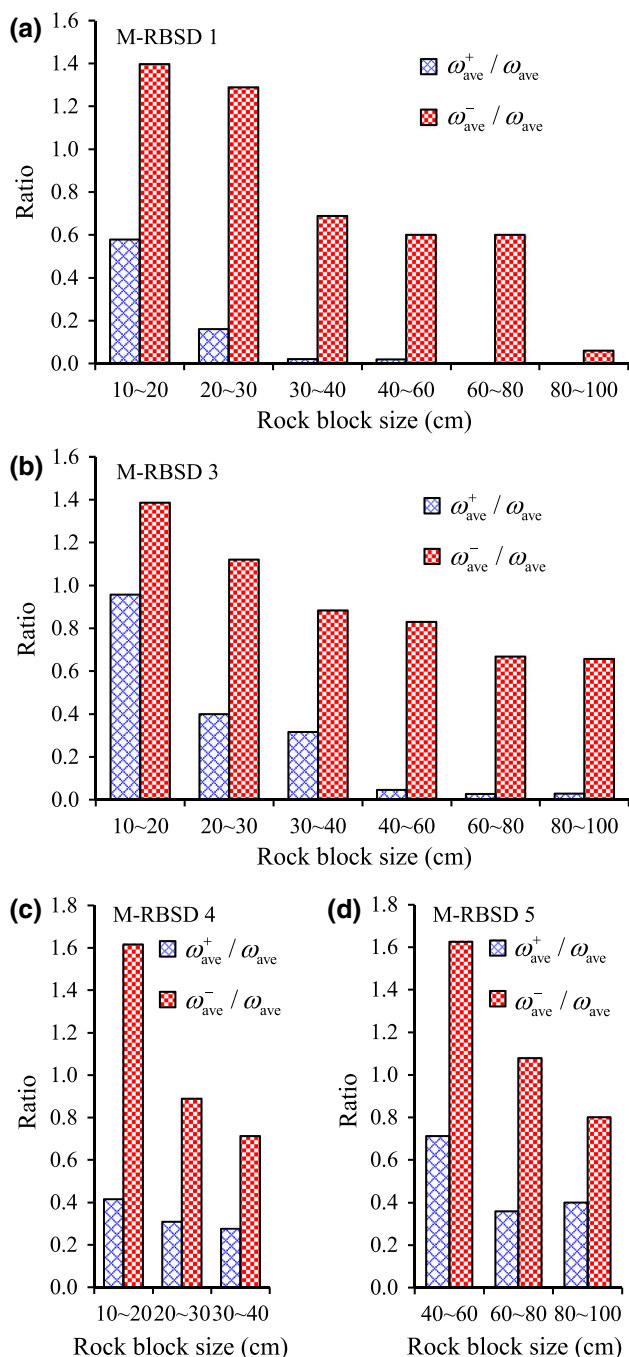 (a)
M-RBSD 1
ω⁺ave / ωave
ω⁻ave / ωave
1.6
1.4
1.2
1.0
0.8
0.6
0.4
0.2
0.0
Ratio
10~20 20~30 30~40 40~60 60~80 80~100
Rock block size (cm)
(b)
M-RBSD 3
ω⁺ave / ωave
ω⁻ave / ωave
1.6
1.4
1.2
1.0
0.8
0.6
0.4
0.2
0.0
Ratio
10~20 20~30 30~40 40~60 60~80 80~100
Rock block size (cm)
(c)
M-RBSD 4
ω⁺ave / ωave
ω⁻ave / ωave
1.8
1.6
1.4
1.2
1.0
0.8
0.6
0.4
0.2
0.0
Ratio
10~20 20~30 30~40
Rock block size (cm)
(d)
M-RBSD 5
ω⁺ave / ωave
ω⁻ave / ωave
1.8
1.6
1.4
1.2
1.0
0.8
0.6
0.4
0.2
0.0
Ratio
40~60 60~80 80~100
Rock block size (cm)